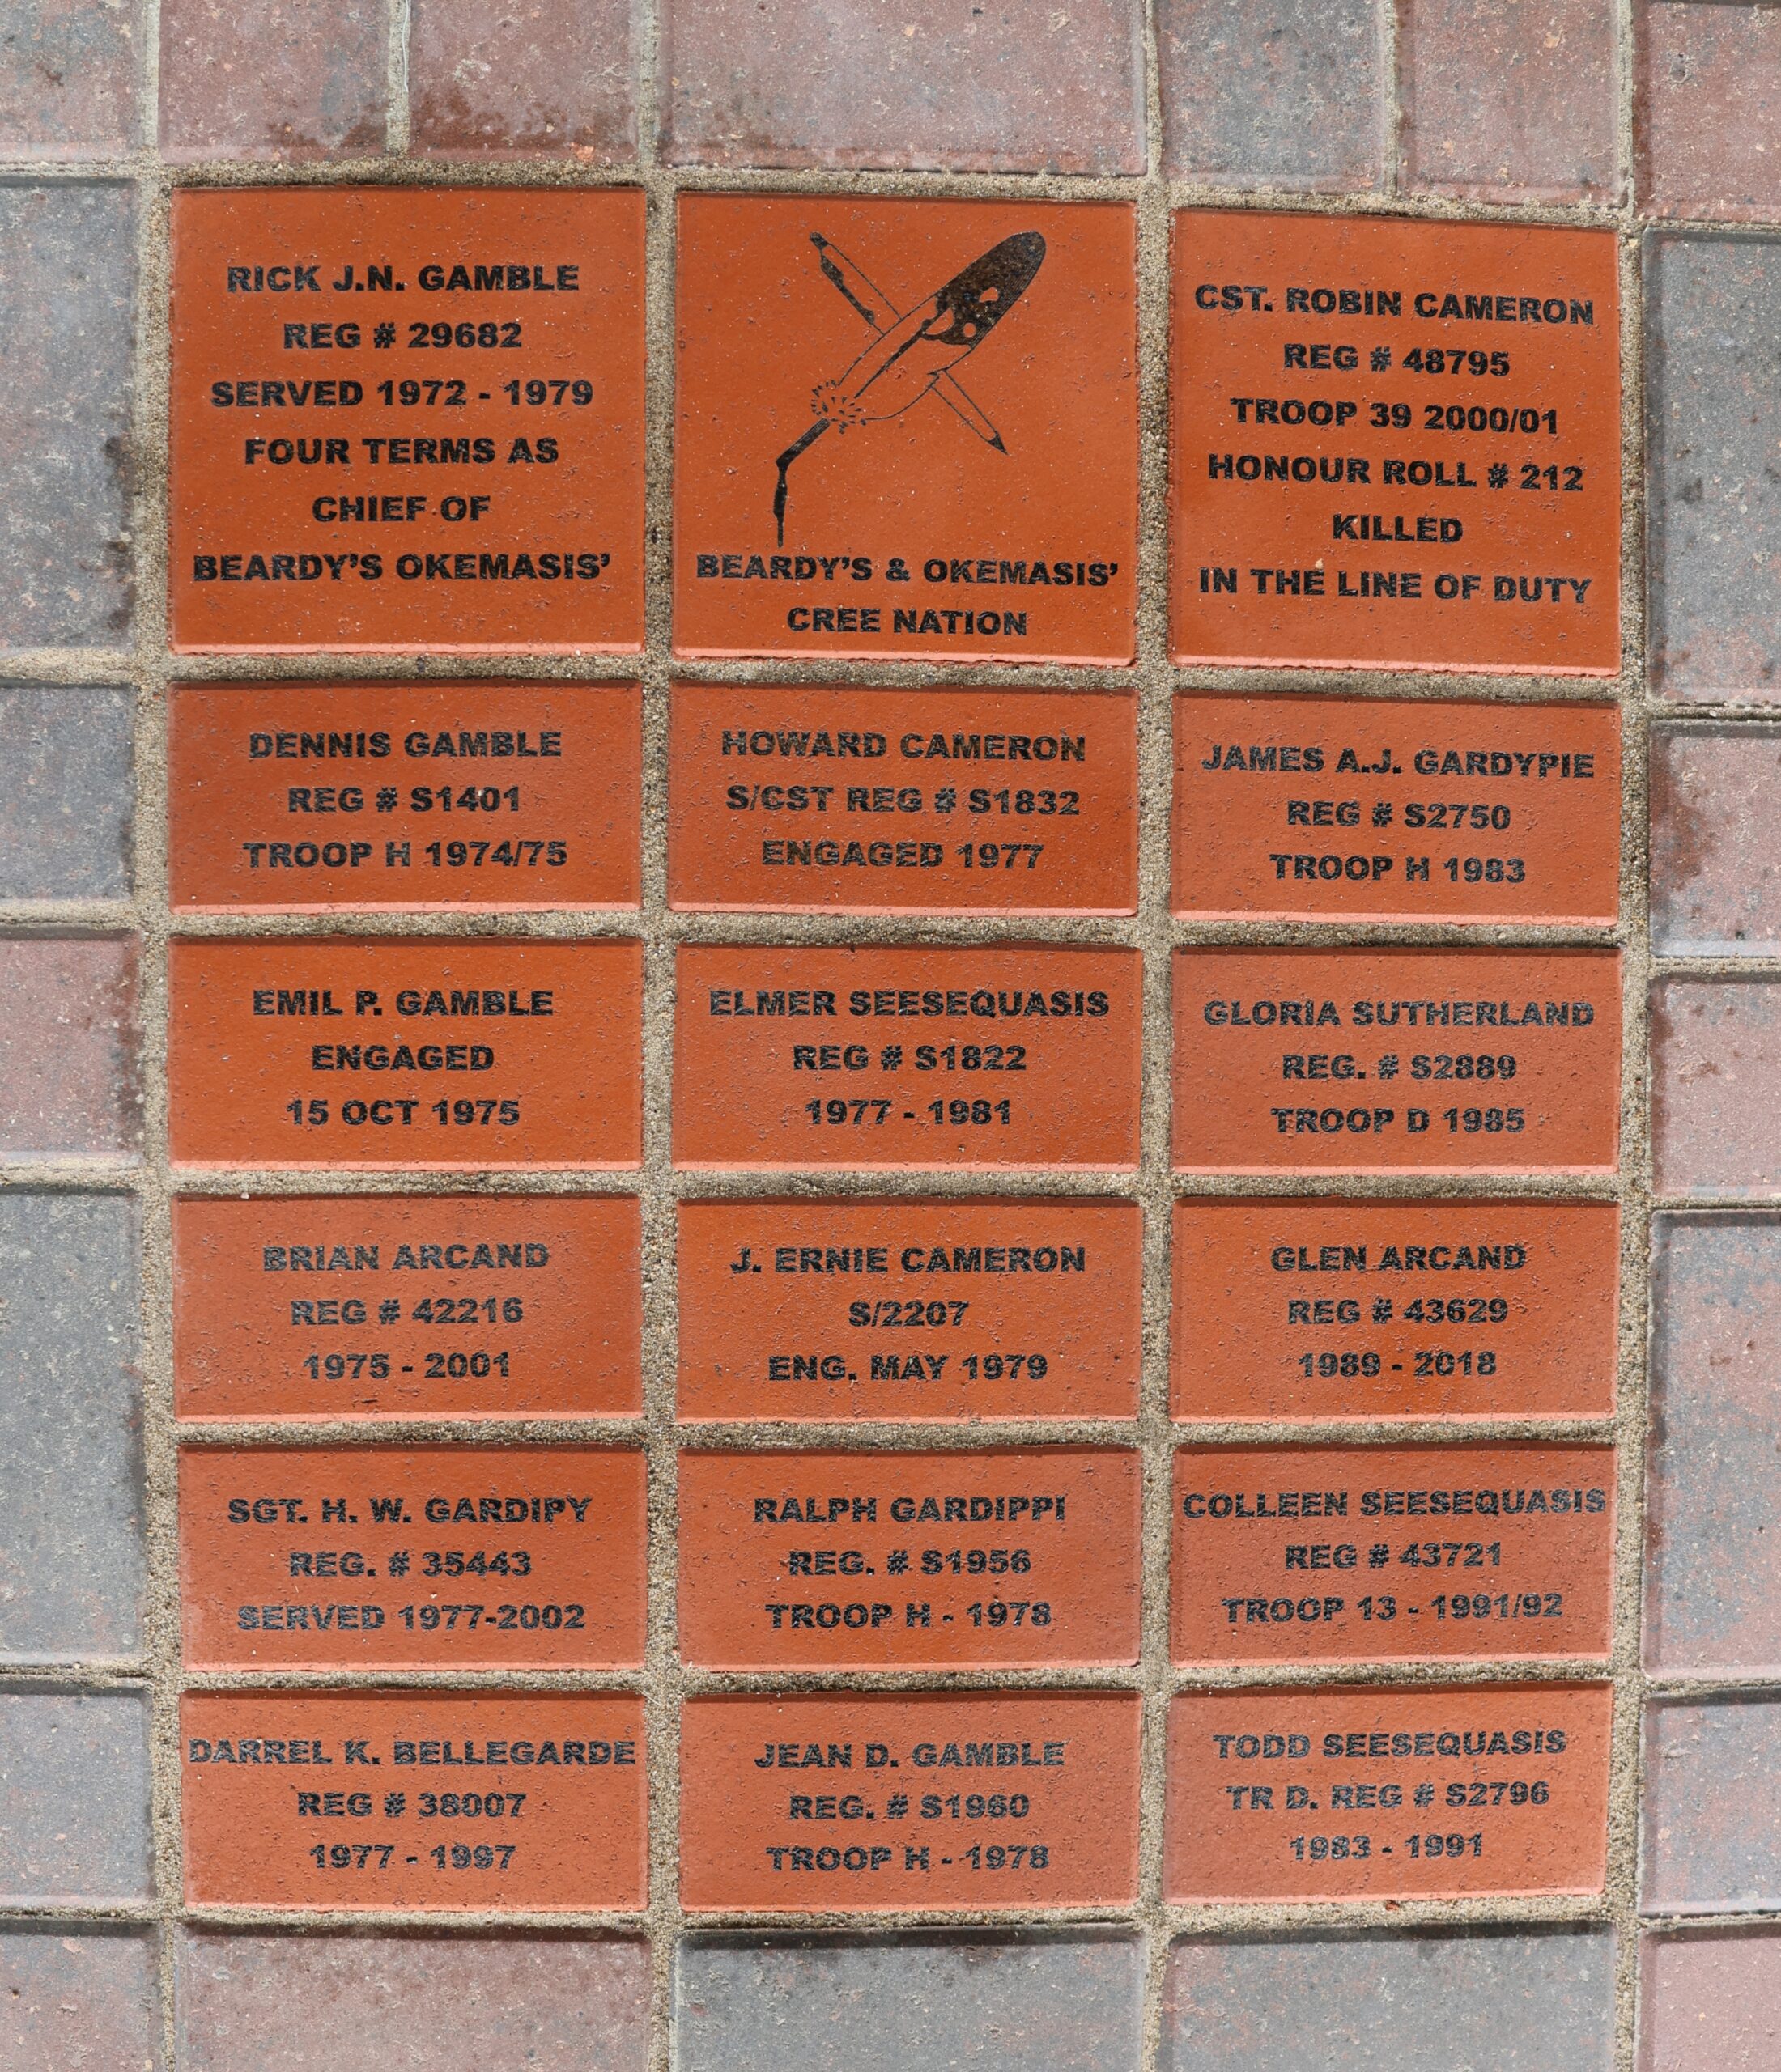 RICK J.N. GAMBLE
REG # 29682
SERVED 1972 - 1979
FOUR TERMS AS
CHIEF OF
BEARDY'S OKEMASIS'
BEARDY'S & OKEMASIS'
CREE NATION
CST. ROBIN CAMERON
REG # 48795
TROOP 39 2000/01
HONOUR ROLL # 212
KILLED
IN THE LINE OF DUTY
DENNIS GAMBLE
REG # S1401
TROOP H 1974/75
HOWARD CAMERON
S/CST REG # S1832
ENGAGED 1977
JAMES A.J. GARDYPIE
REG # S2750
TROOP H 1983
EMIL P. GAMBLE
ENGAGED
15 OCT 1975
ELMER SEESEQUASIS
REG # S1822
1977 - 1981
GLORIA SUTHERLAND
REG. # S2889
TROOP D 1985
BRIAN ARCAND
REG # 42216
1975 - 2001
J. ERNIE CAMERON
S/2207
ENG. MAY 1979
GLEN ARCAND
REG # 43629
1989 - 2018
SGT. H. W. GARDIPY
REG. # 35443
SERVED 1977-2002
RALPH GARDIPPI
REG. # S1956
TROOP H - 1978
COLLEEN SEESEQUASIS
REG # 43721
TROOP 13 - 1991/92
DARREL K. BELLEGARDE
REG # 38007
1977 - 1997
JEAN D. GAMBLE
REG. # S1960
TROOP H - 1978
TODD SEESEQUASIS
TR D. REG # S2796
1983 - 1991